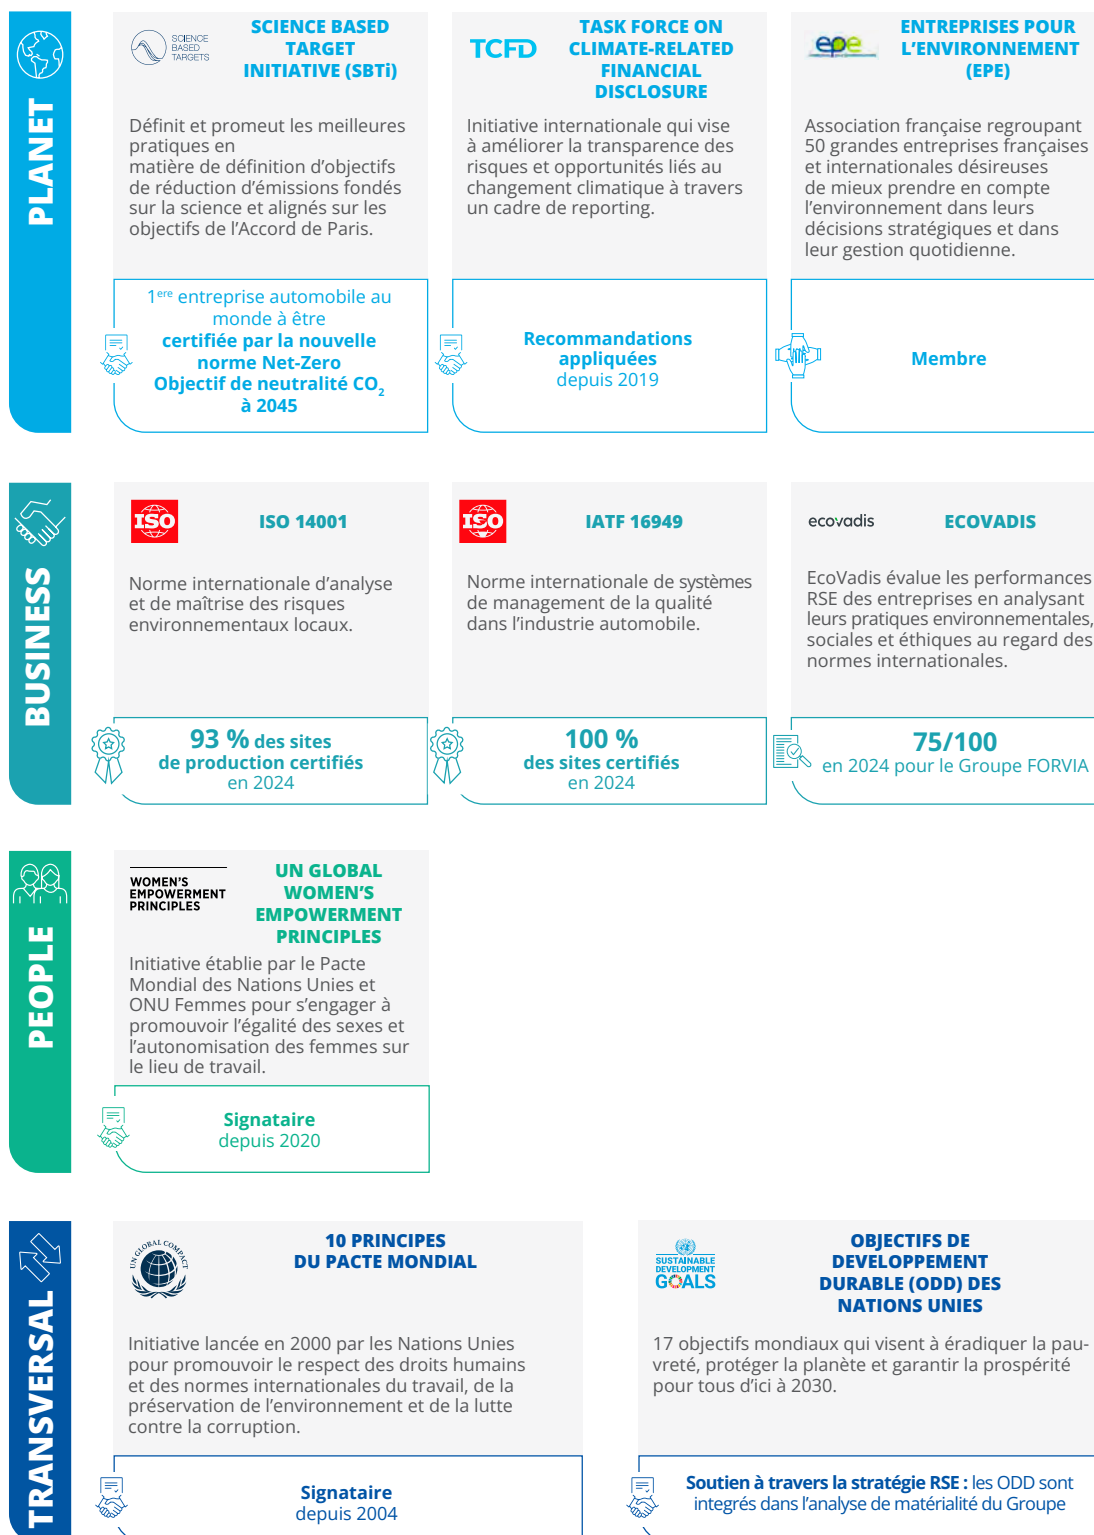 PLANET
SCIENCE
BASED
TARGETS
SCIENCE BASED
TARGET
INITIATIVE (SBTi)
Définit et promeut les meilleures
pratiques en
matière de définition d’objectifs
de réduction d’émissions fondés
sur la science et alignés sur les
objectifs de l’Accord de Paris.
1ere entreprise automobile au
monde à être
certifiée par la nouvelle
norme Net-Zero
Objectif de neutralité CO2
à 2045
TCFD
TASK FORCE ON
CLIMATE-RELATED
FINANCIAL
DISCLOSURE
Initiative internationale qui vise
à améliorer la transparence des
risques et opportunités liés au
changement climatique à travers
un cadre de reporting.
Recommandations
appliquées
depuis 2019
epe
ENTREPRISES POUR
L’ENVIRONNEMENT
(EPE)
Association française regroupant
50 grandes entreprises françaises
et internationales désireuses
de mieux prendre en compte
l’environnement dans leurs
décisions stratégiques et dans
leur gestion quotidienne.
Membre
BUSINESS
ISO
ISO 14001
Norme internationale d’analyse
et de maîtrise des risques
environnementaux locaux.
93 % des sites
de production certifiés
en 2024
ISO
IATF 16949
Norme internationale de systèmes
de management de la qualité
dans l’industrie automobile.
100 %
des sites certifiés
en 2024
ecovadis
ECOVADIS
EcoVadis évalue les performances
RSE des entreprises en analysant
leurs pratiques environnementales,
sociales et éthiques au regard des
normes internationales.
75/100
en 2024 pour le Groupe FORVIA
PEOPLE
WOMEN’S
EMPOWERMENT
PRINCIPLES
UN GLOBAL
WOMEN’S
EMPOWERMENT
PRINCIPLES
Initiative établie par le Pacte
Mondial des Nations Unies et
ONU Femmes pour s’engager à
promouvoir l’égalité des sexes et
l’autonomisation des femmes sur
le lieu de travail.
Signataire
depuis 2020
TRANSVERSAL
UN GLOBAL COMPACT
10 PRINCIPES
DU PACTE MONDIAL
Initiative lancée en 2000 par les Nations Unies
pour promouvoir le respect des droits humains
et des normes internationales du travail, de la
préservation de l’environnement et de la lutte
contre la corruption.
Signataire
depuis 2004
SUSTAINABLE
DEVELOPMENT
GOALS
OBJECTIFS DE
DEVELOPPEMENT
DURABLE (ODD) DES
NATIONS UNIES
17 objectifs mondiaux qui visent à éradiquer la pau-
vreté, protéger la planète et garantir la prospérité
pour tous d’ici à 2030.
Soutien à travers la stratégie RSE : les ODD sont
intégrés dans l’analyse de matérialité du Groupe